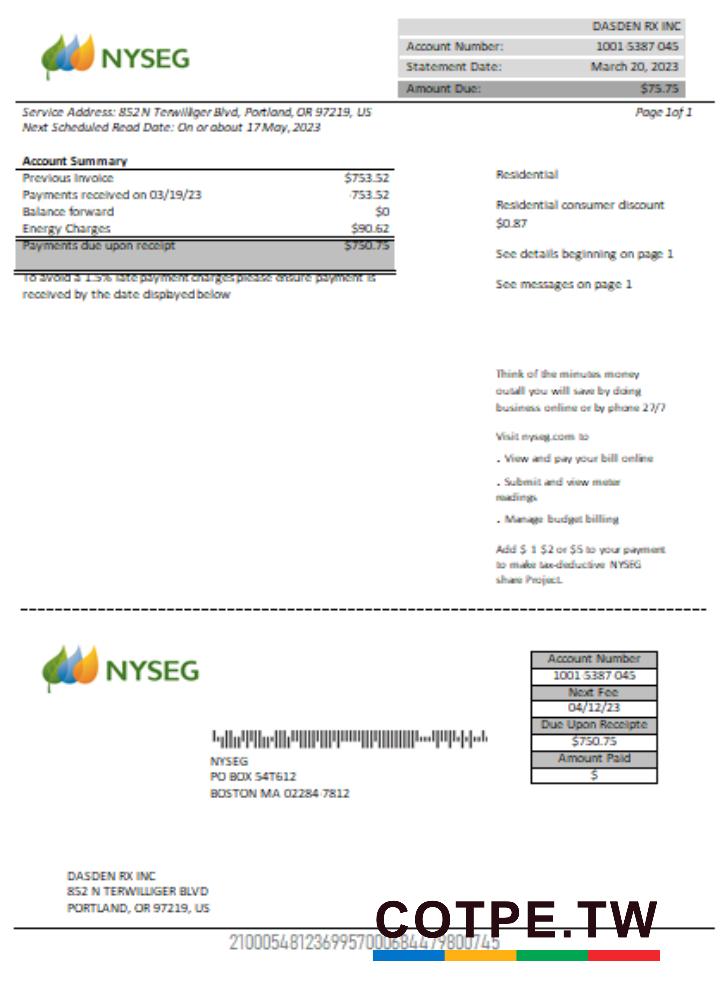 NYSEG
DASDEN RX INC
Account Number: 1001 5387 045
Statement Date: March 20, 2023
Amount Due: $75.75
Service Address: 852 N Terwilliger Blvd, Portland, OR 97219, US
Page 1of 1
Next Scheduled Read Date: On or about 17 May, 2023
Account Summary
Previous Invoice $753.52
Payments received on 03/19/23 -753.52
Balance forward $0
Energy Charges $90.62
Payments due upon receipt $750.75
To avoid a 1.5% late payment charges please ensure payment is
received by the date displayed below
Residential
Residential consumer discount
$0.87
See details beginning on page 1
See messages on page 1
Think of the minutes money
outall you will save by doing
business online or by phone 27/7
Visit nyseg.com to
. View and pay your bill online
. Submit and view meter
readings
. Manage budget billing
Add $ 1 $2 or $5 to your payment
to make tax-deductive NYSEG
share Project.
NYSEG
Account Number
1001 5387 045
Next Fee
04/12/23
Due Upon Receipte
$750.75
Amount Paid
$
NYSEG
PO BOX 54T612
BOSTON MA 02284 7812
DASDEN RX INC
852 N TERWILLIGER BLVD
PORTLAND, OR 97219, US
COTPE.TW
2100054812369957000684479800745